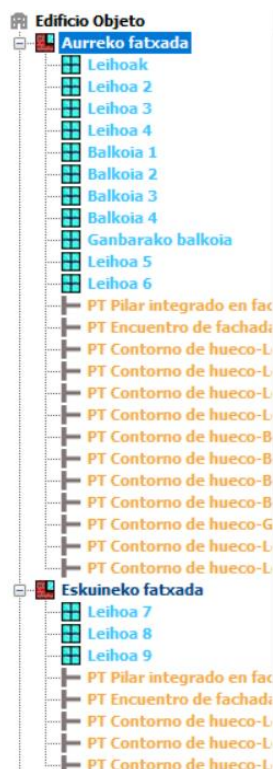 Edificio Objeto
Aurreko fatxada
Leihoak
Leihoa 2
Leihoa 3
Leihoa 4
Balkoia 1
Balkoia 2
Balkoia 3
Balkoia 4
Ganbarako balkoia
Leihoa 5
Leihoa 6
PT Pilar integrado en fac
PT Encuentro de fachada
PT Contorno de hueco-L
PT Contorno de hueco-L
PT Contorno de hueco-L
PT Contorno de hueco-L
PT Contorno de hueco-B
PT Contorno de hueco-B
PT Contorno de hueco-B
PT Contorno de hueco-B
PT Contorno de hueco-G
PT Contorno de hueco-L
PT Contorno de hueco-L
Eskuineko fatxada
Leihoa 7
Leihoa 8
Leihoa 9
PT Pilar integrado en fac
PT Encuentro de fachada
PT Contorno de hueco-L
PT Contorno de hueco-L
PT Contorno de hueco-L